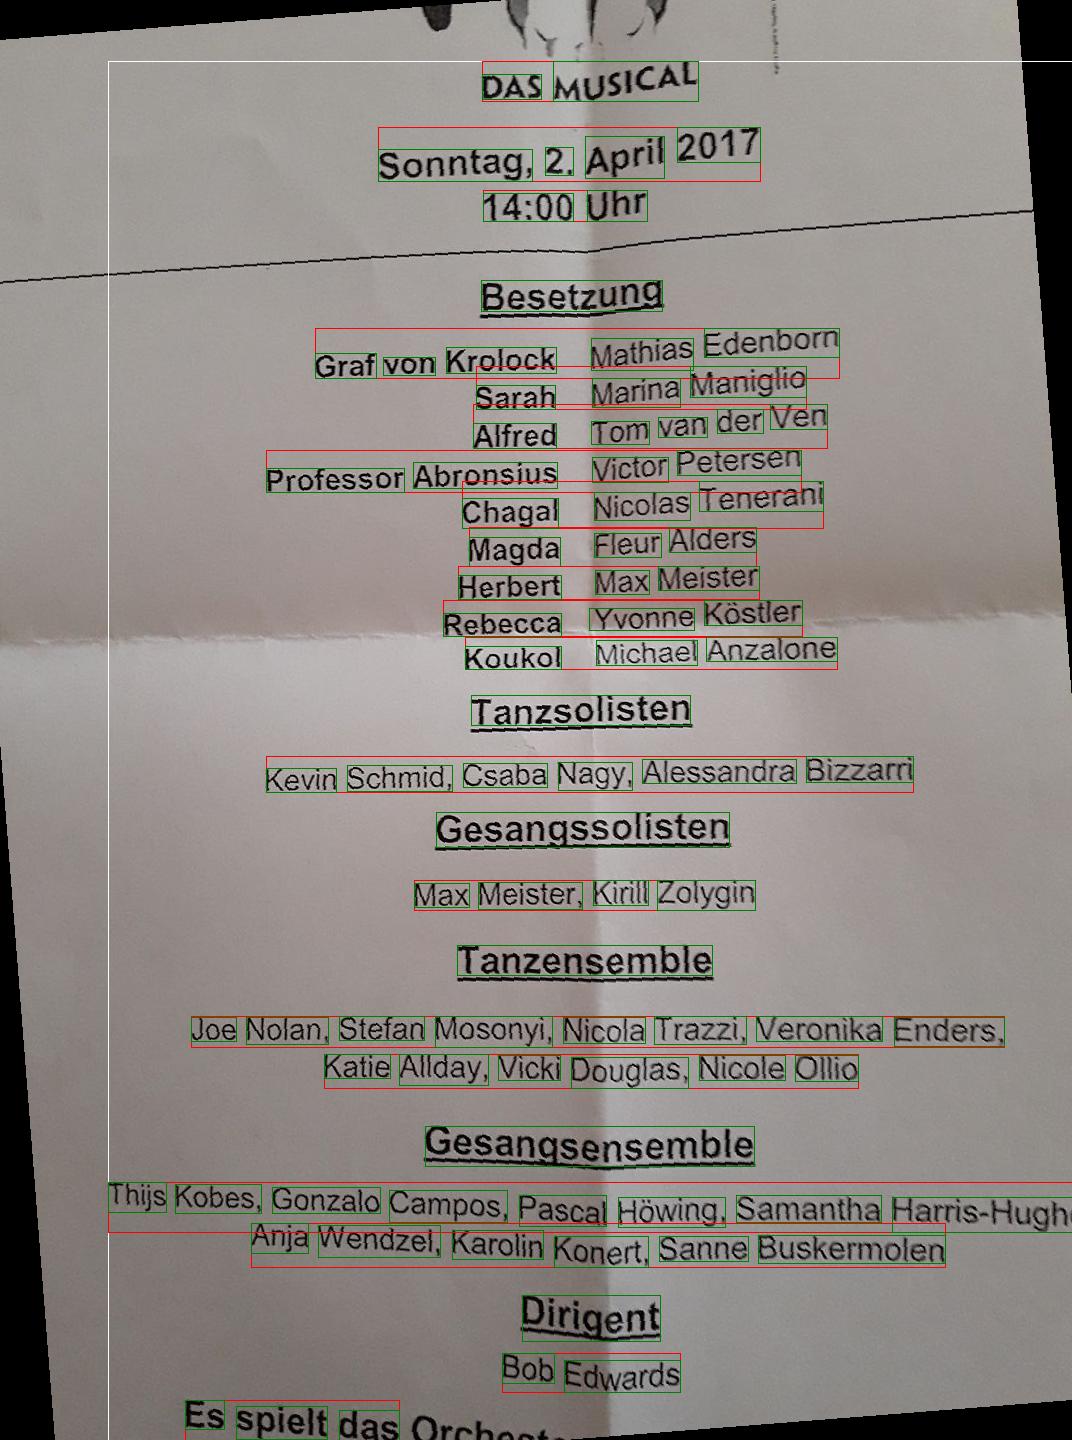 DAS MUSICAL
Sonntag, 2. April 2017
14:00 Uhr
Besetzung
Graf von Krolock Mathias Edenborn
Sarah Marina Maniglio
Alfred Tom van der Ven
Professor Abronsius Victor Petersen
Chagal Nicolas Tenerani
Magda Fleur Alders
Herbert Max Meister
Rebecca Yvonne Köstler
Koukol Michael Anzalone
Tanzsolisten
Kevin Schmid, Csaba Nagy, Alessandra Bizzarri
Gesangssolisten
Max Meister, Kirill Zolygin
Tanzensemble
Joe Nolan, Stefan Mosonyi, Nicola Trazzi, Veronika Enders,
Katie Allday, Vicki Douglas, Nicole Ollio
Gesangsensemble
Thijs Kobes, Gonzalo Campos, Pascal Höwing, Samantha
Anja Wendzel, Karolin Konert, Sanne Buskermolen
Dirigent
Bob Edwards
Es spielt das